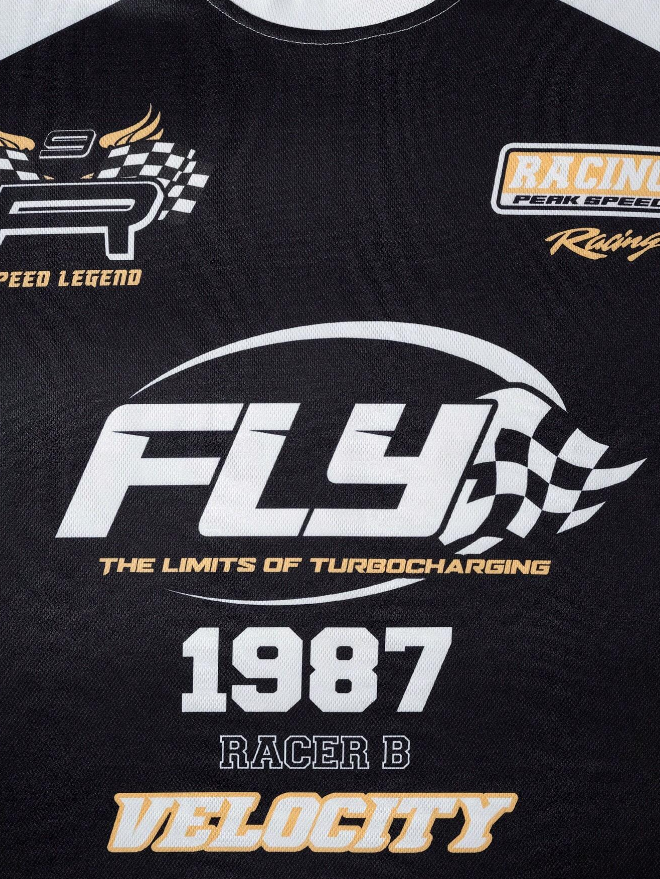 9
R
PEED LEGEND
RACING
PEAK SPEED
Racing
FLY
THE LIMITS OF TURBOCHARGING
1987
RACER B
VELOCITY